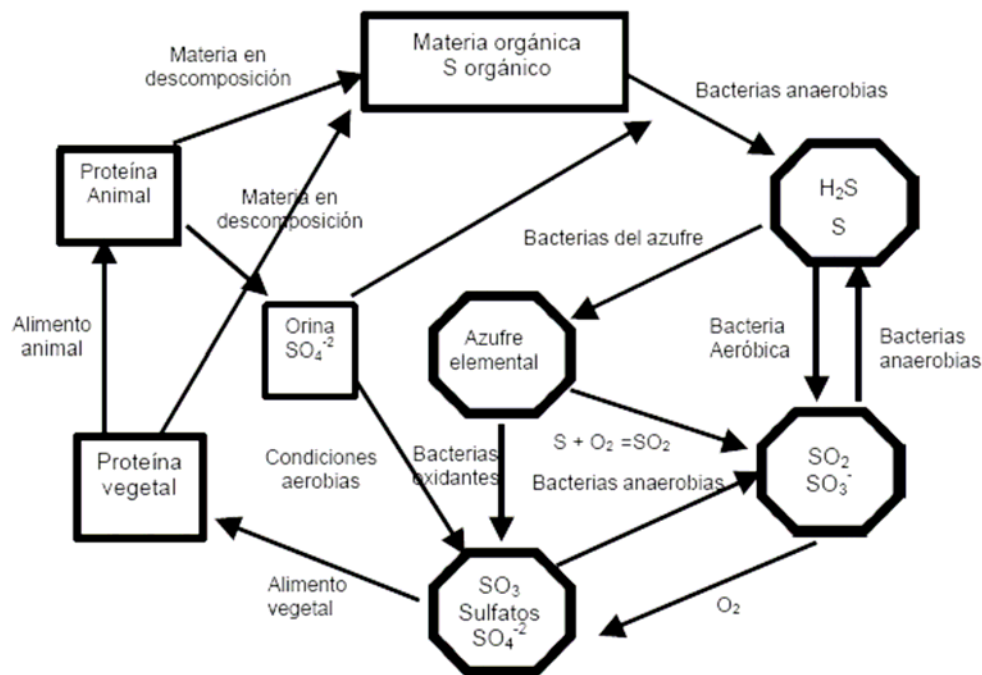 Materia orgánica
S orgánico
Materia en
descomposición
Bacterias anaerobias
Proteína
Animal
H₂S
S
Materia en
descomposición
Bacterias del azufre
Alimento
animal
Orina
SO₄⁻²
Azufre
elemental
Bacteria
Aeróbica
Bacterias
anaerobias
Proteína
vegetal
Condiciones
aerobias
Bacterias
oxidantes
S + O₂ =SO₂
Bacterias anaerobias
SO₂
SO₃⁻
Alimento
vegetal
SO₃
Sulfatos
SO₄⁻²
O₂